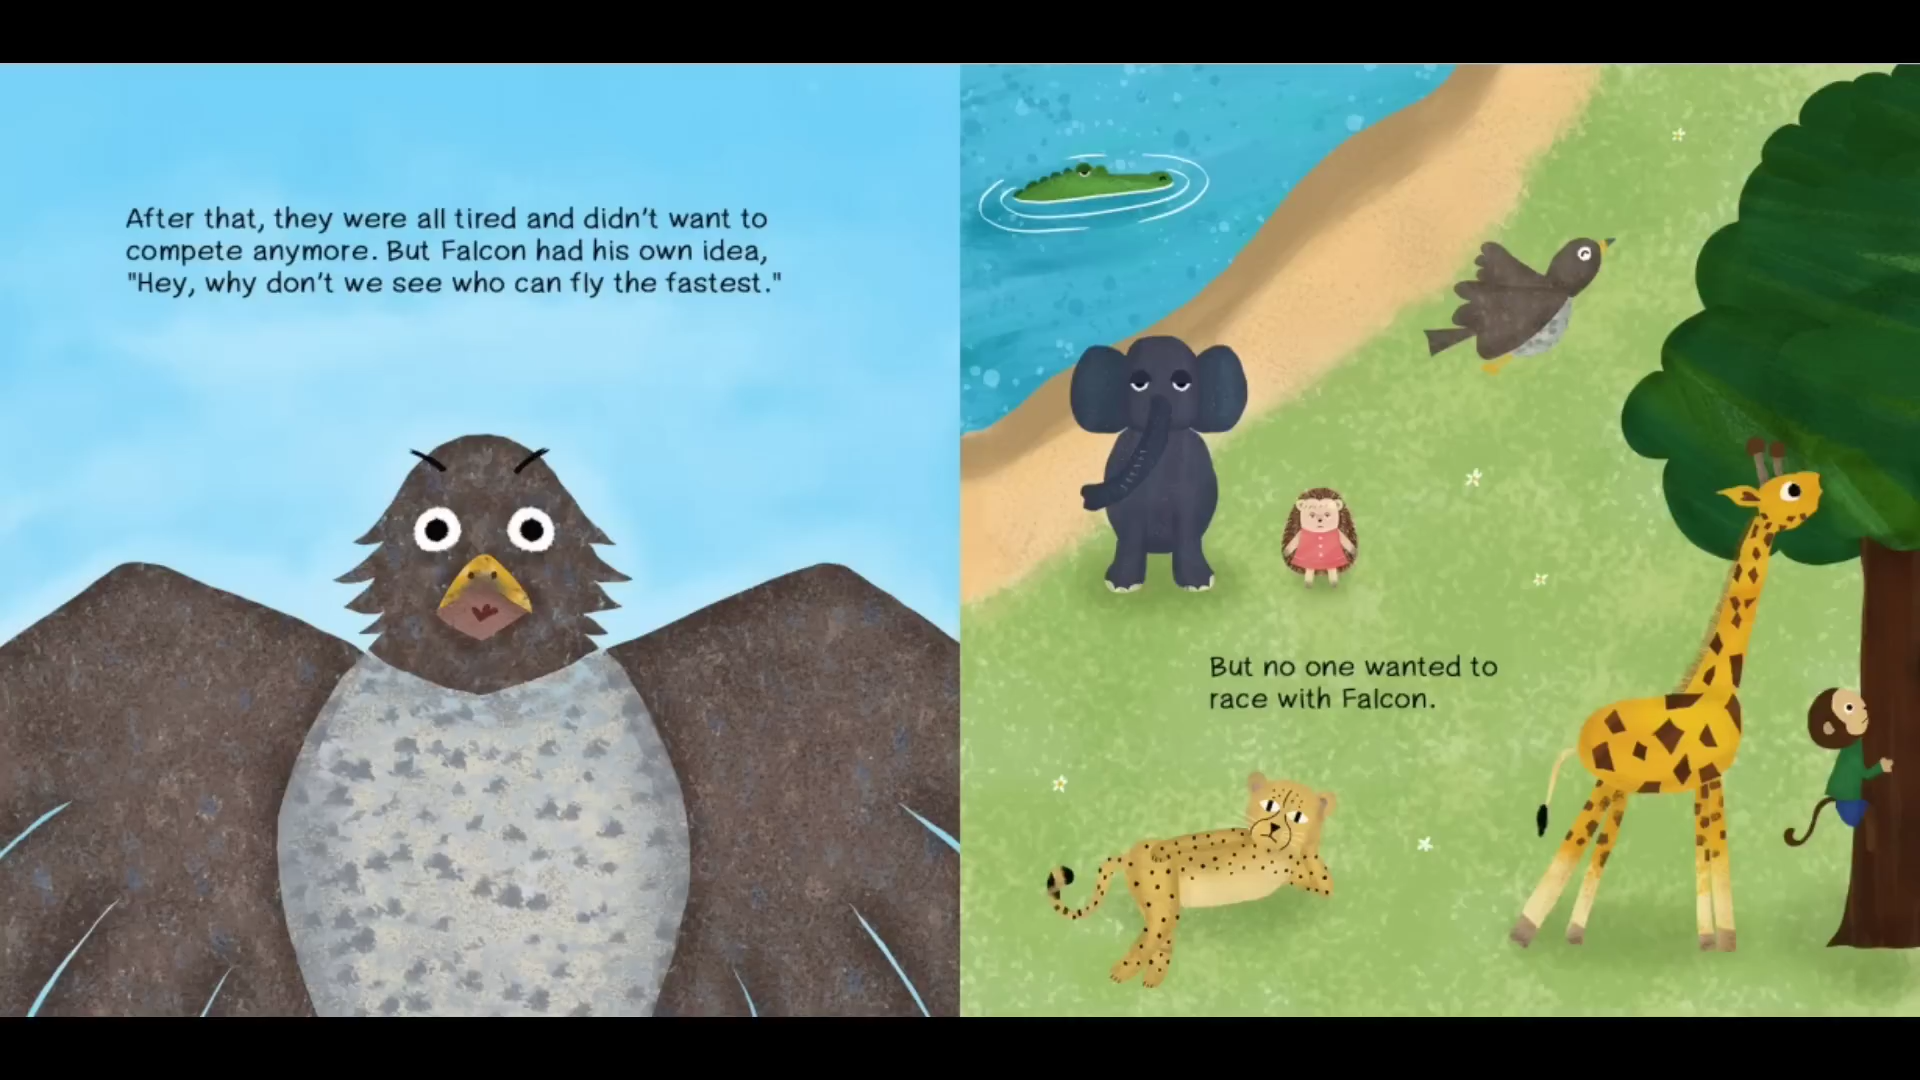 After that, they were all tired and didn't want to
compete anymore. But Falcon had his own idea,
"Hey, why don't we see who can fly the fastest."
But no one wanted to
race with Falcon.